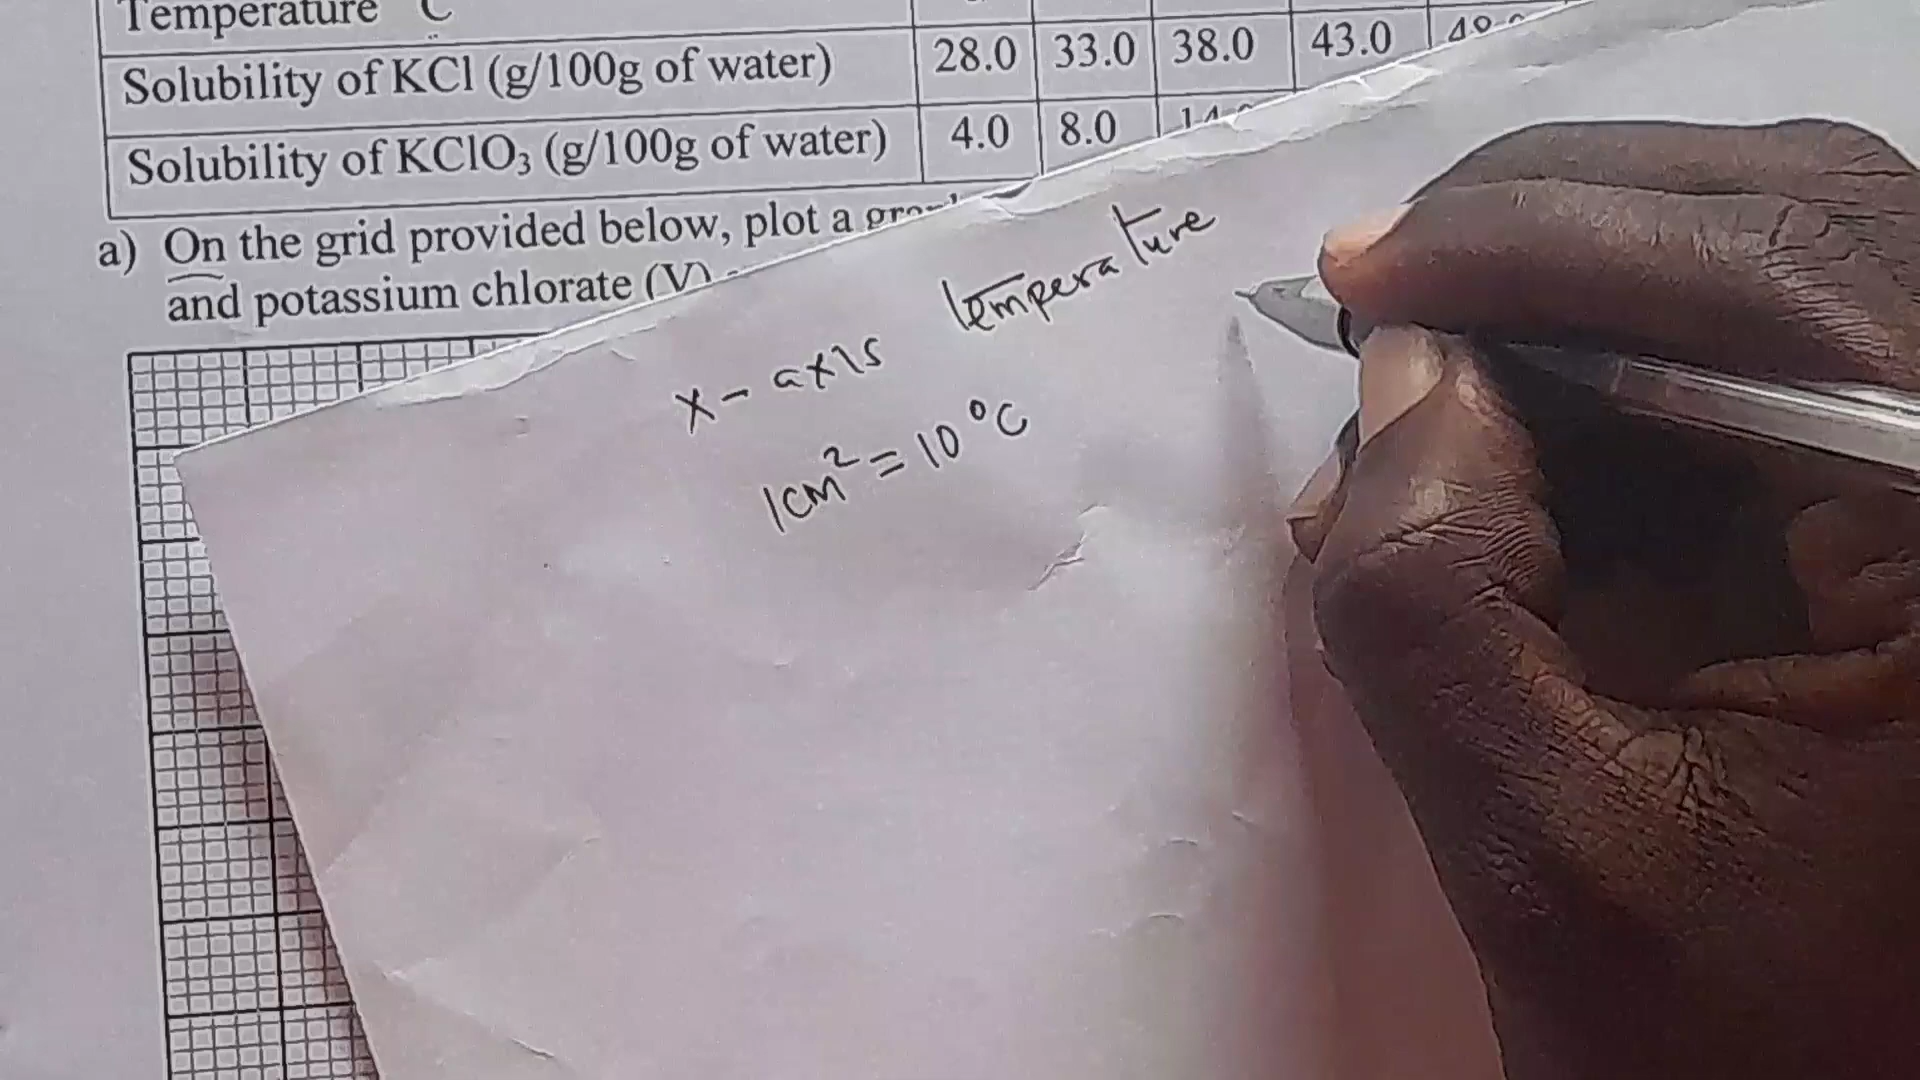 Temperature °C
Solubility of KCl (g/100g of water) 28.0 33.0 38.0 43.0
Solubility of KClO₃ (g/100g of water) 4.0 8.0
a) On the grid provided below, plot a
and potassium chlorate (V)
x - axis temperature
1cm² = 10 °C